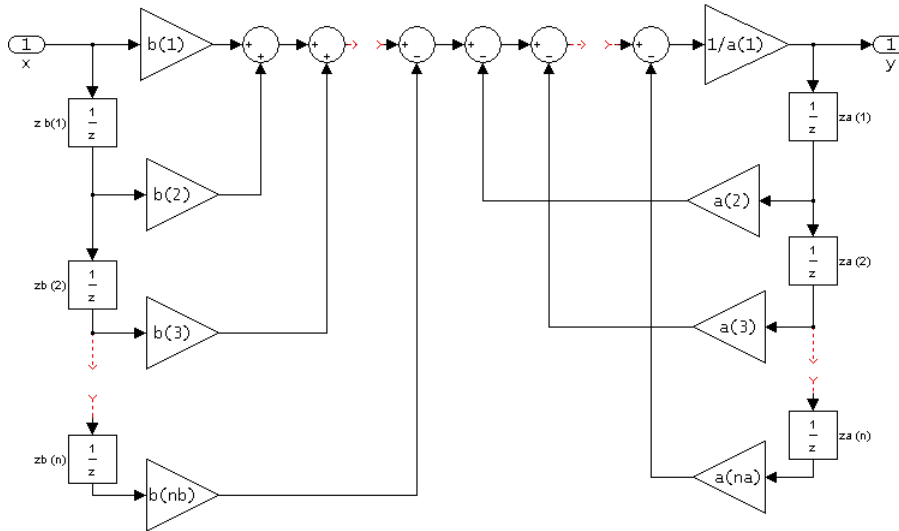 1
x
b(1)
+
+
+
+
+
−
+
−
+
−
+
−
1/a(1)
1
y
zb(1)
1
z
b(2)
zb(2)
1
z
b(3)
zb(n)
1
z
b(nb)
1
z
za(1)
a(2)
1
z
za(2)
a(3)
1
z
za(n)
a(na)